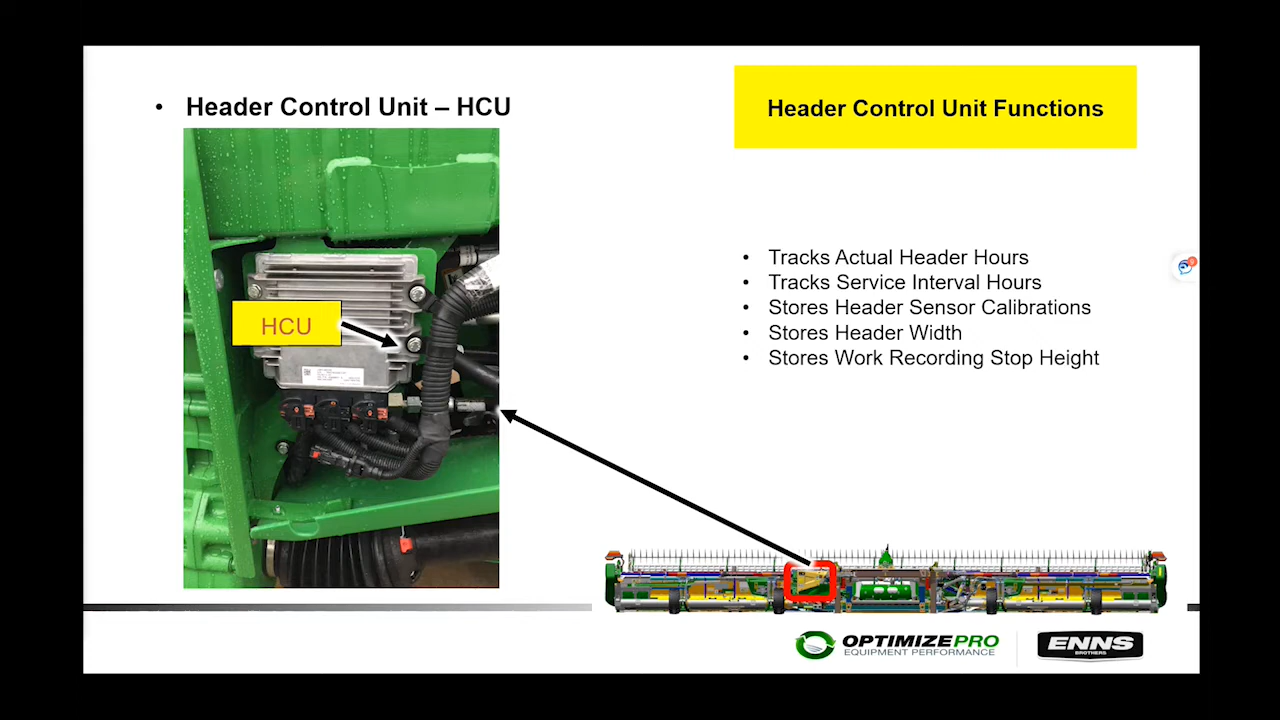 • Header Control Unit – HCU
HCU
Header Control Unit Functions
• Tracks Actual Header Hours
• Tracks Service Interval Hours
• Stores Header Sensor Calibrations
• Stores Header Width
• Stores Work Recording Stop Height
OPTIMIZEPRO
EQUIPMENT PERFORMANCE
ENNS
BROTHERS